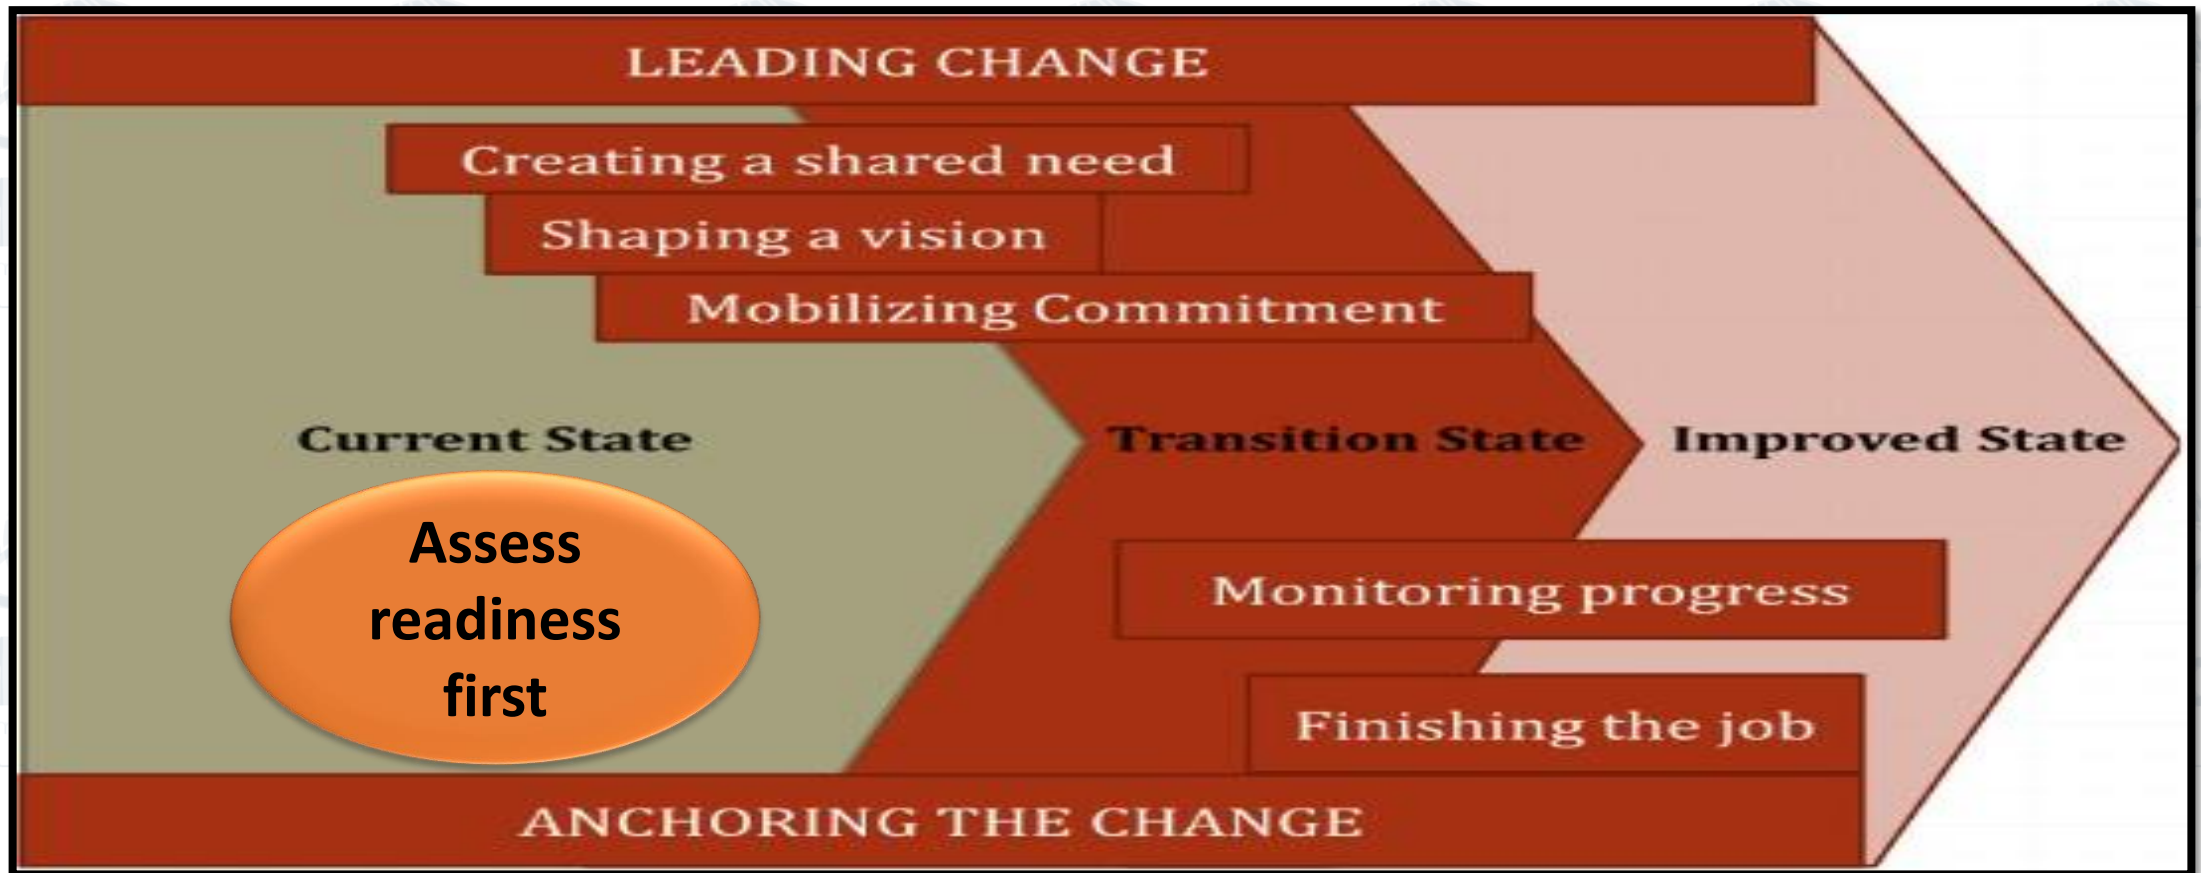 LEADING CHANGE
Creating a shared need
Shaping a vision
Mobilizing Commitment
Current State
Transition State
Improved State
Assess
readiness
first
Monitoring progress
Finishing the job
ANCHORING THE CHANGE